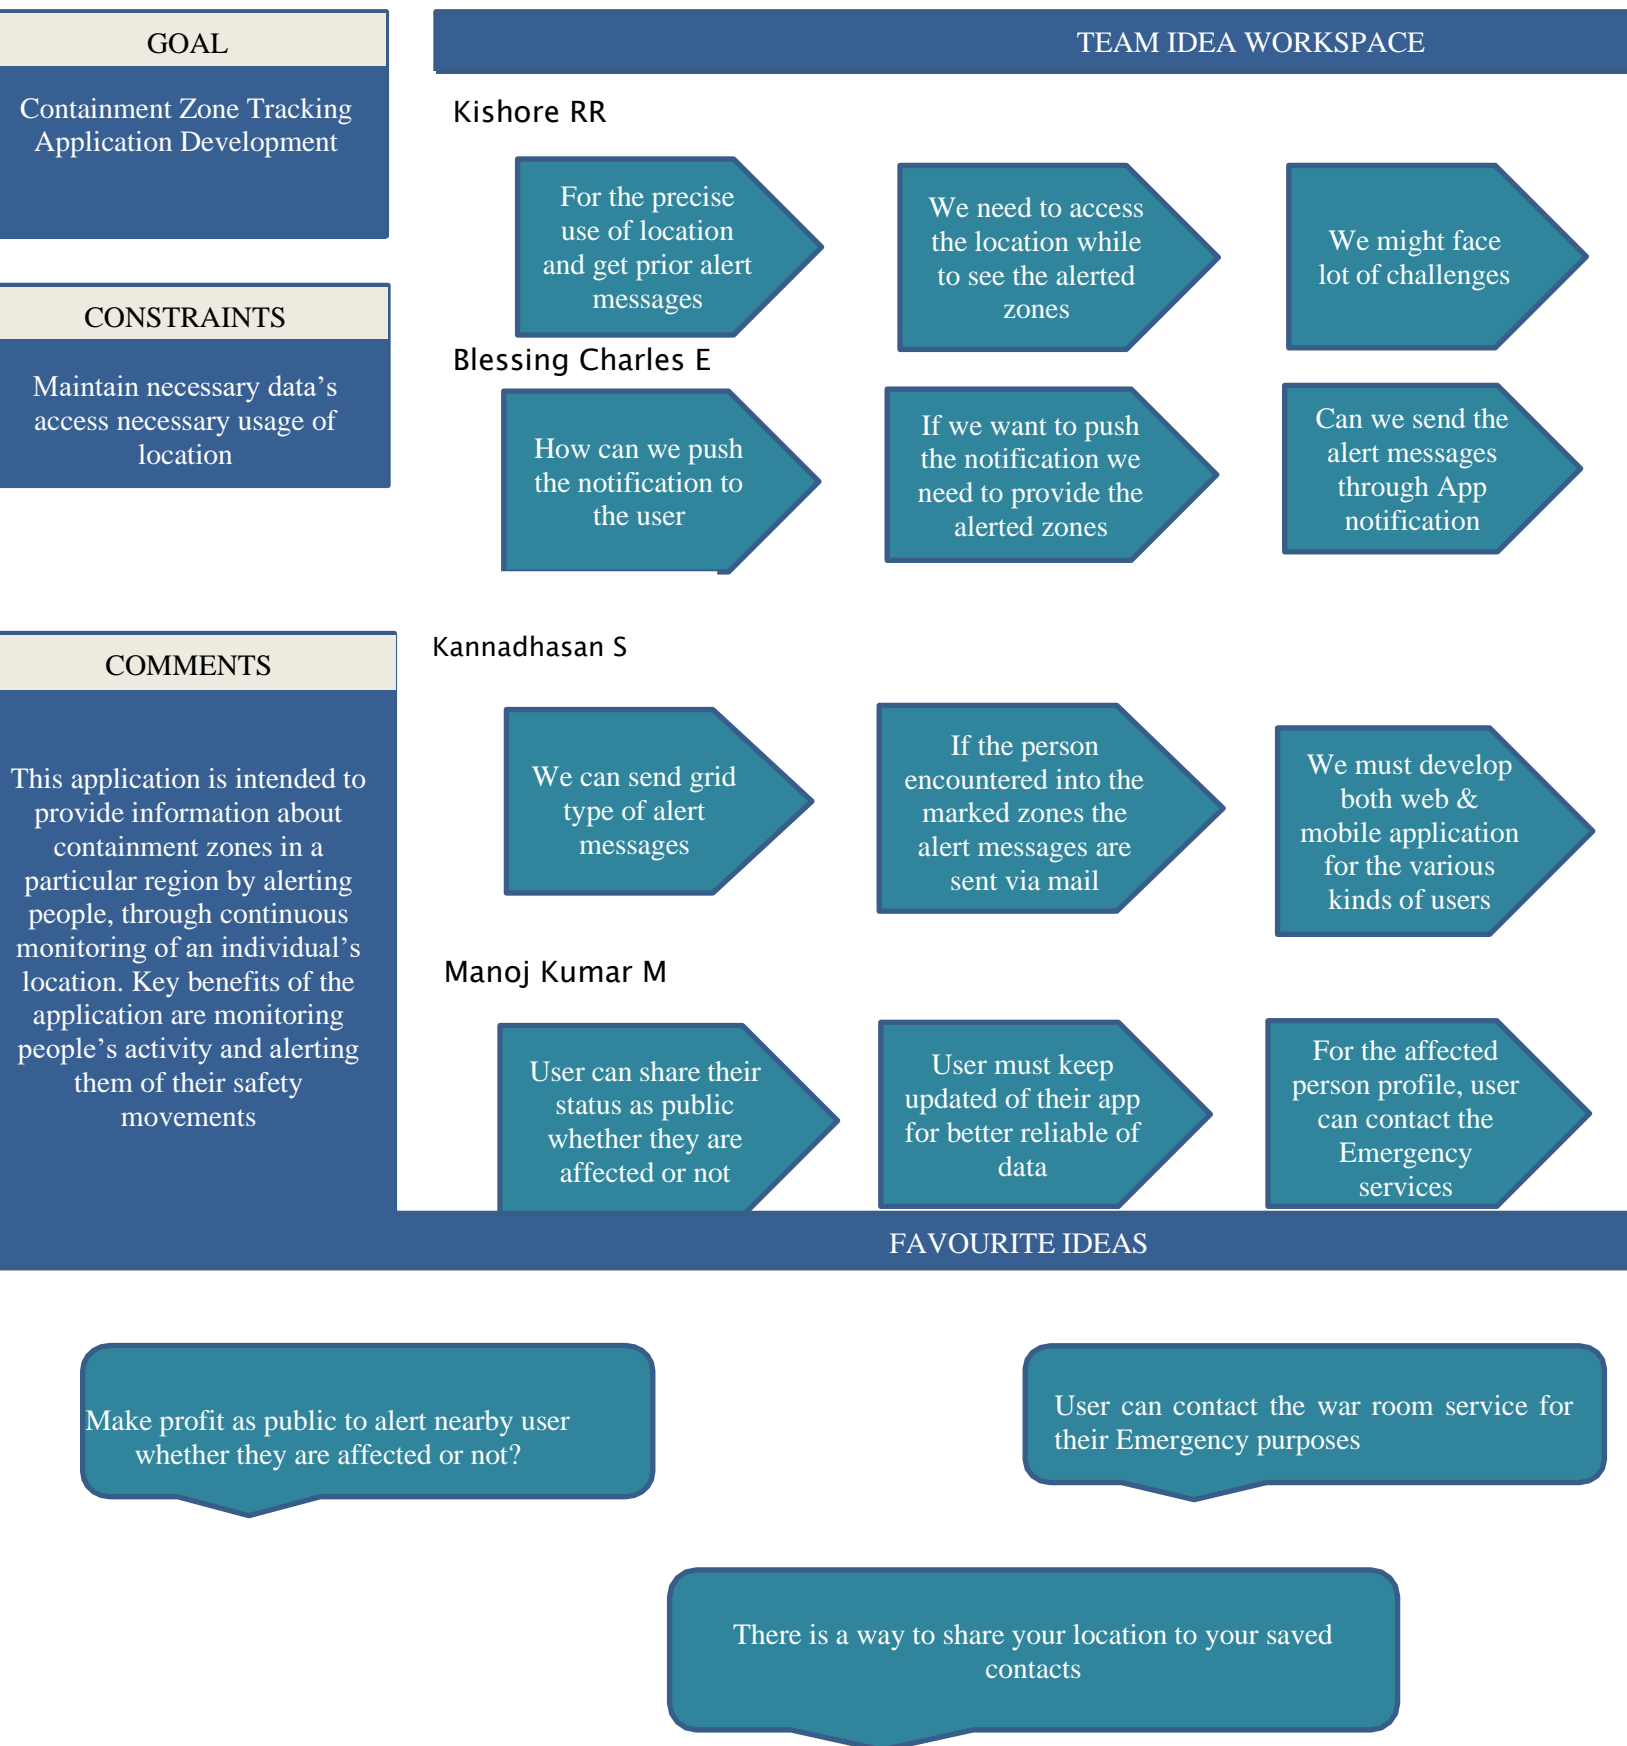 GOAL
Containment Zone Tracking
Application Development
CONSTRAINTS
Maintain necessary data’s
access necessary usage of
location
COMMENTS
This application is intended to
provide information about
containment zones in a
particular region by alerting
people, through continuous
monitoring of an individual’s
location. Key benefits of the
application are monitoring
people’s activity and alerting
them of their safety
movements
TEAM IDEA WORKSPACE
Kishore RR
For the precise
use of location
and get prior alert
messages
We need to access
the location while
to see the alerted
zones
We might face
lot of challenges
Blessing Charles E
How can we push
the notification to
the user
If we want to push
the notification we
need to provide the
alerted zones
Can we send the
alert messages
through App
notification
Kannadhasan S
We can send grid
type of alert
messages
If the person
encountered into the
marked zones the
alert messages are
sent via mail
We must develop
both web &
mobile application
for the various
kinds of users
Manoj Kumar M
User can share their
status as public
whether they are
affected or not
User must keep
updated of their app
for better reliable of
data
For the affected
person profile, user
can contact the
Emergency
services
FAVOURITE IDEAS
Make profit as public to alert nearby user
whether they are affected or not?
User can contact the war room service for
their Emergency purposes
There is a way to share your location to your saved
contacts